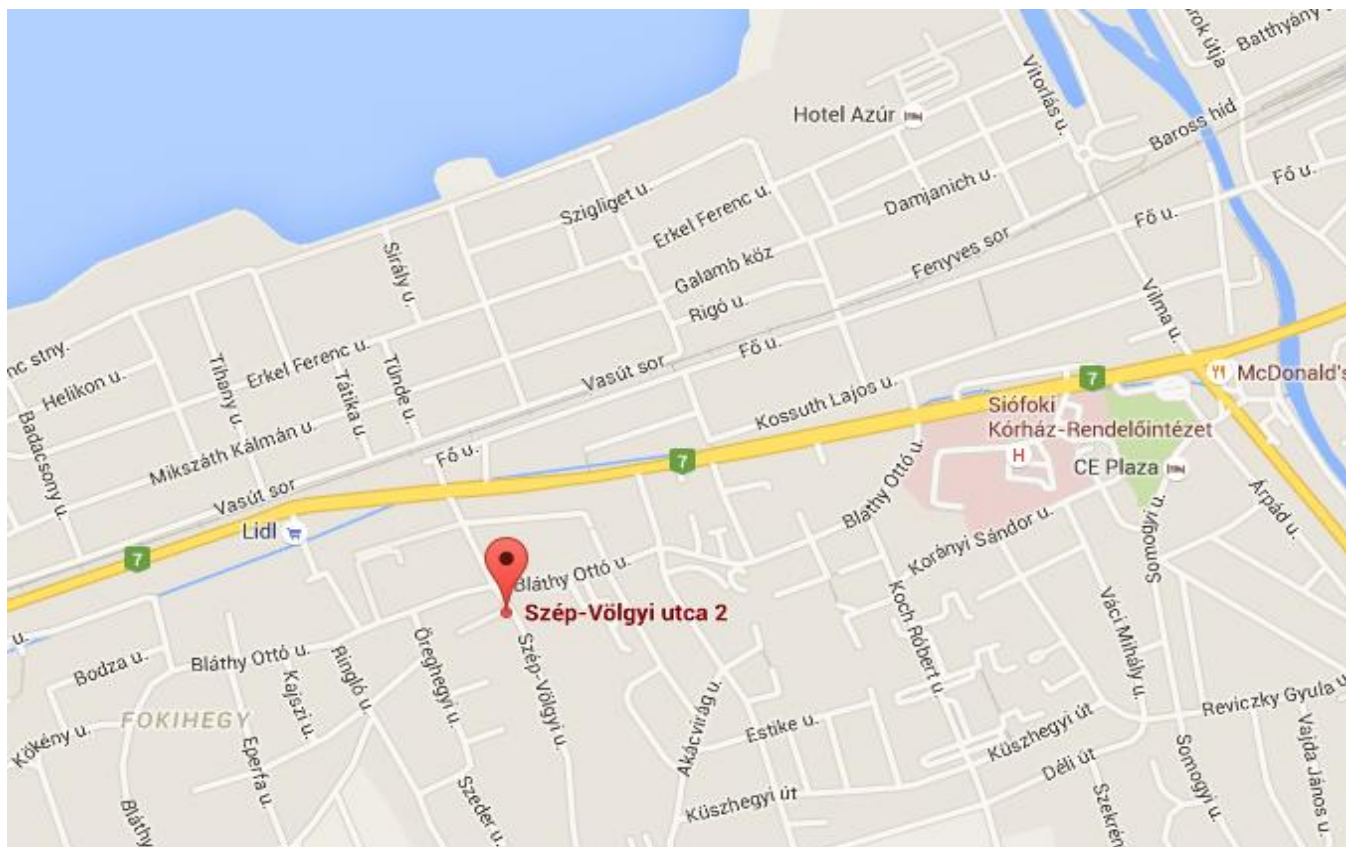 Batthyány u.
Vitorlás u.
Hotel Azúr
Baross híd
Szigliget u.
Erkel Ferenc u.
Damjanich u.
Fő u.
Fő u.
Sirály u.
Galamb köz
Fenyves sor
Rigó u.
Vilma u.
Fő u.
Vasút sor
Helikon u.
Tihany u.
Erkel Ferenc u.
Tátika u.
Tünde u.
7
McDonald's
Kossuth Lajos u.
Siófoki
Kórház-Rendelőintézet
H
CE Plaza
Badacsony u.
Mikszáth Kálmán u.
Fő u.
7
Vasút sor
Bláthy Ottó u.
Árpád u.
Lidl
7
Korányi Sándor u.
Bláthy Ottó u.
Szép-Völgyi utca 2
Koch Róbert u.
Váci Mihály u.
Bodza u.
Bláthy Ottó u.
Öreghegyi u.
Szép-Völgyi u.
Ringló u.
Kajszi u.
FOKIHEGY
Kökény u.
Eperfa u.
Akácvirág u.
Estike u.
Reviczky Gyula u.
Küszhegyi út
Déli út
Somogyi u.
Vajda János u.
Szeder u.
Küszhegyi út
Bláthy